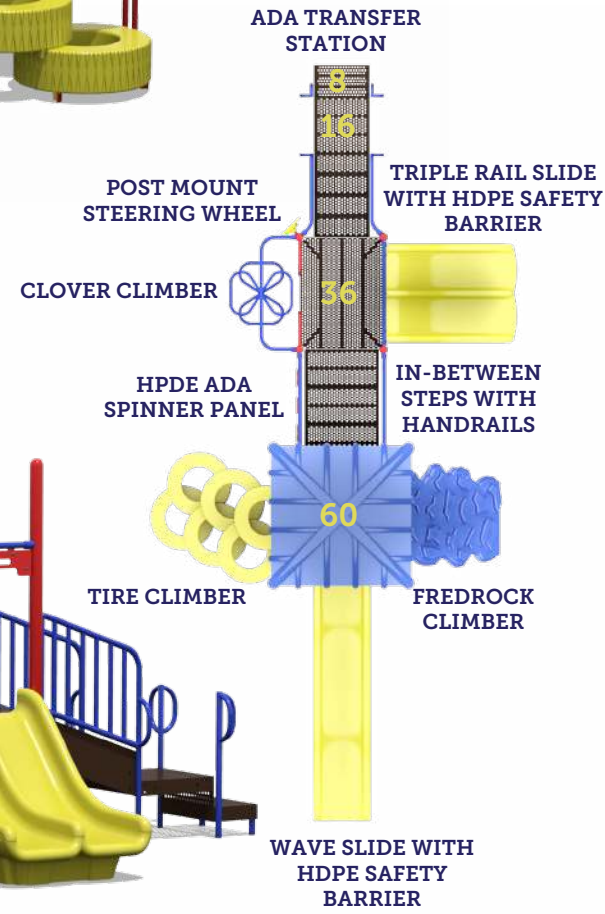 ADA TRANSFER
STATION
8
16
POST MOUNT
STEERING WHEEL
TRIPLE RAIL SLIDE
WITH HDPE SAFETY
BARRIER
CLOVER CLIMBER
36
HPDE ADA
SPINNER PANEL
IN-BETWEEN
STEPS WITH
HANDRAILS
60
TIRE CLIMBER
FREDROCK
CLIMBER
WAVE SLIDE WITH
HDPE SAFETY
BARRIER